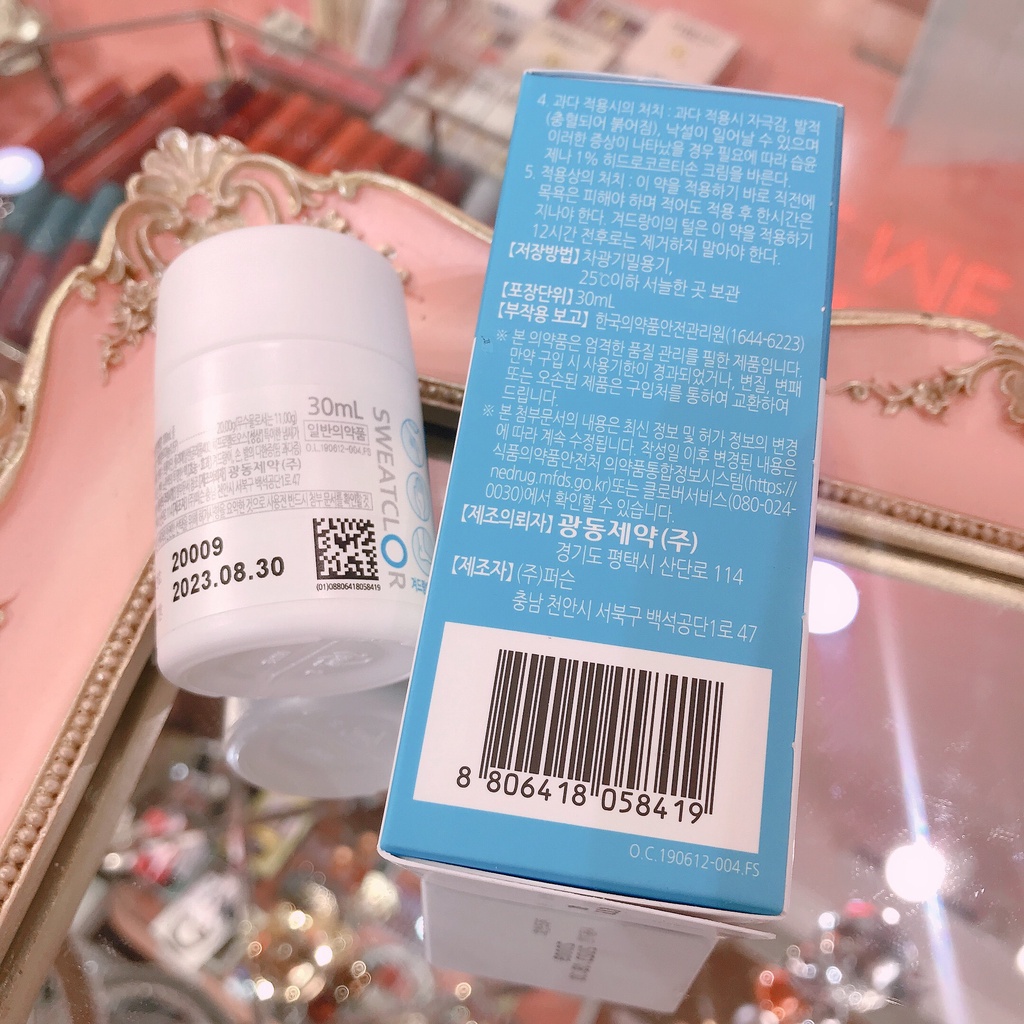 4. 과다 적용시의 처치 : 과다 적용시 자극감, 발적
(충혈되어 붉어짐), 낙설이 일어날 수 있으며
이러한 증상이 나타났을 경우 필요에 따라 습윤
제나 1% 히드로코르티손 크림을 바른다.
5. 적용상의 처치 : 이 약을 적용하기 바로 직전에
목욕은 피해야 하며 적어도 적용 후 한시간은
지나야 한다. 겨드랑이의 털은 이 약을 적용하기
12시간 전후로는 제거하지 말아야 한다.
【저장방법】차광기밀용기,
25℃이하 서늘한 곳 보관
【포장단위】30mL
【부작용 보고】 한국의약품안전관리원(1644-6223)
※ 본 의약품은 엄격한 품질 관리를 필한 제품입니다.
만약 구입 시 사용기한이 경과되었거나, 변질, 변패
또는 오손된 제품은 구입처를 통하여 교환하여
드립니다.
※ 본 첨부문서의 내용은 최신 정보 및 허가 정보의 변경
에 따라 계속 수정됩니다. 작성일 이후 변경된 내용은
식품의약품안전처 의약품통합정보시스템(https://
nedrug.mfds.go.kr)또는 클로버서비스(080-024-
0030)에서 확인할 수 있습니다.
【제조의뢰자】광동제약(주)
경기도 평택시 산단로 114
【제조자】(주)퍼슨
충남 천안시 서북구 백석공단1로 47
8 806418 058419
O.C.190612-004.FS
SWEATCLOR
30mL
일반의약품
O.L.190612-004.FS
광동제약(주)
천안시 서북구 백석공단1로 47
20009
2023.08.30
(01)08806418058419